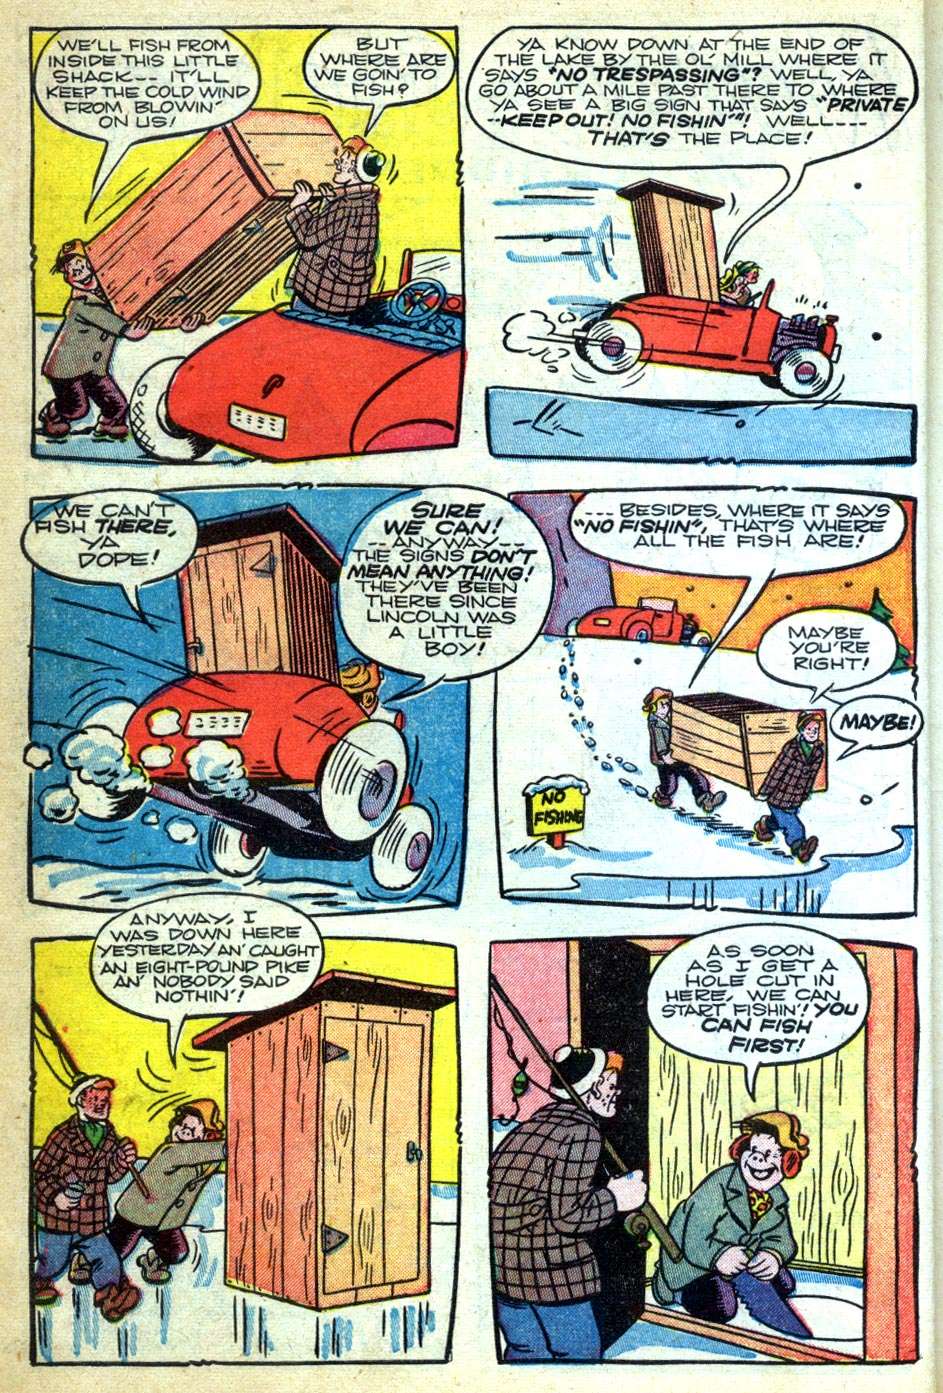 WE'LL FISH FROM
INSIDE THIS LITTLE
SHACK-- IT'LL
KEEP THE COLD WIND
FROM BLOWIN'
ON US!
BUT
WHERE ARE
WE GOIN' TO
FISH?
YA KNOW DOWN AT THE END OF
THE LAKE BY THE OL' MILL WHERE IT
SAYS "NO TRESPASSING"? WELL, YA
GO ABOUT A MILE PAST THERE TO WHERE
YA SEE A BIG SIGN THAT SAYS "PRIVATE
--KEEP OUT! NO FISHIN'"! WELL----
THAT'S THE PLACE!
WE CAN'T
FISH THERE,
YA
DOPE!
SURE
WE CAN!
--ANYWAY--
THE SIGNS DON'T
MEAN ANYTHING!
THEY'VE BEEN
THERE SINCE
LINCOLN WAS
A LITTLE
BOY!
--- BESIDES, WHERE IT SAYS
"NO FISHIN'", THAT'S WHERE
ALL THE FISH ARE!
MAYBE
YOU'RE
RIGHT!
MAYBE!
NO
FISHING
ANYWAY, I
WAS DOWN HERE
YESTERDAY AN' CAUGHT
AN EIGHT-POUND PIKE
AN' NOBODY SAID
NOTHIN'!
AS SOON
AS I GET A
HOLE CUT IN
HERE, WE CAN
START FISHIN'! YOU
CAN FISH
FIRST!